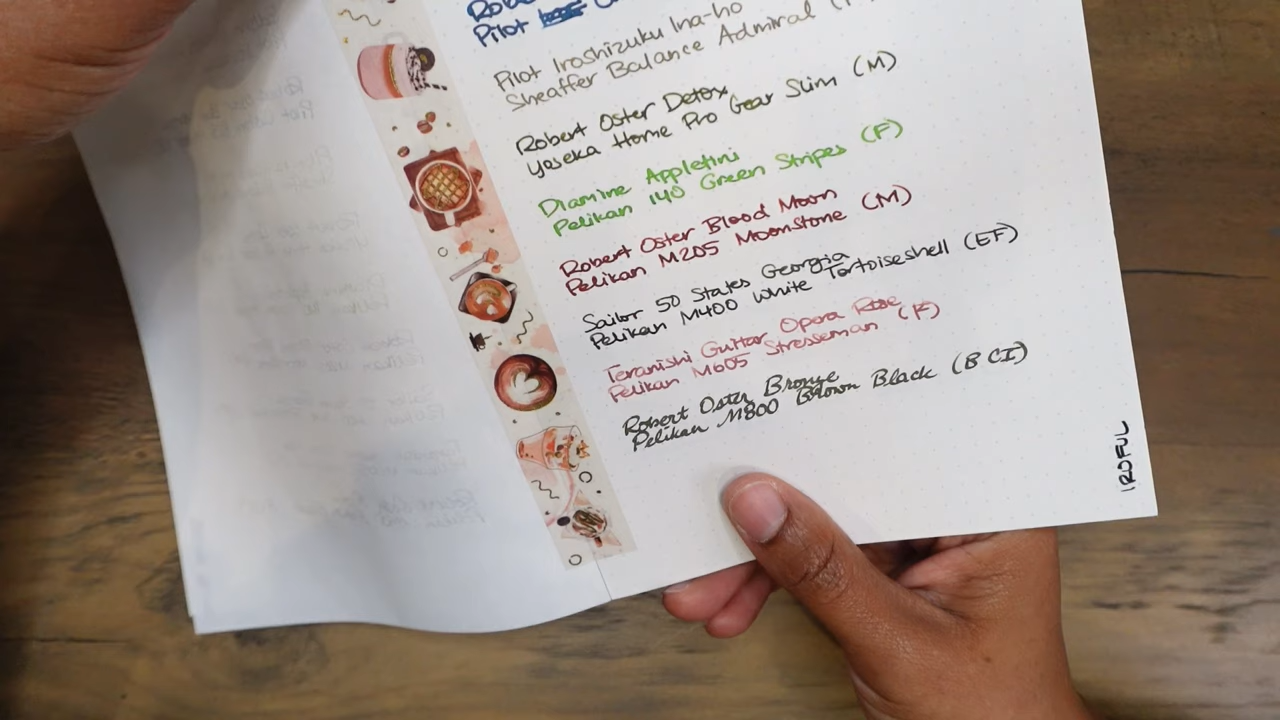 Pilot
Pilot Iroshizuku Ina-ho
Sheaffer Balance Admiral
Robert Oster Detox
Yoseka Home Pro Gear Slim (M)
Diamine Appletini
Pelikan 140 Green Stripes (F)
Robert Oster Blood Moon
Pelikan M205 Moonstone (M)
Sailor 50 States Georgia
Pelikan M400 White Tortoiseshell (EF)
Teranishi Guitar Opera Rose
Pelikan M605 Stresseman (F)
Robert Oster Bronze
Pelikan M800 Brown Black (B CI)
IROFUL